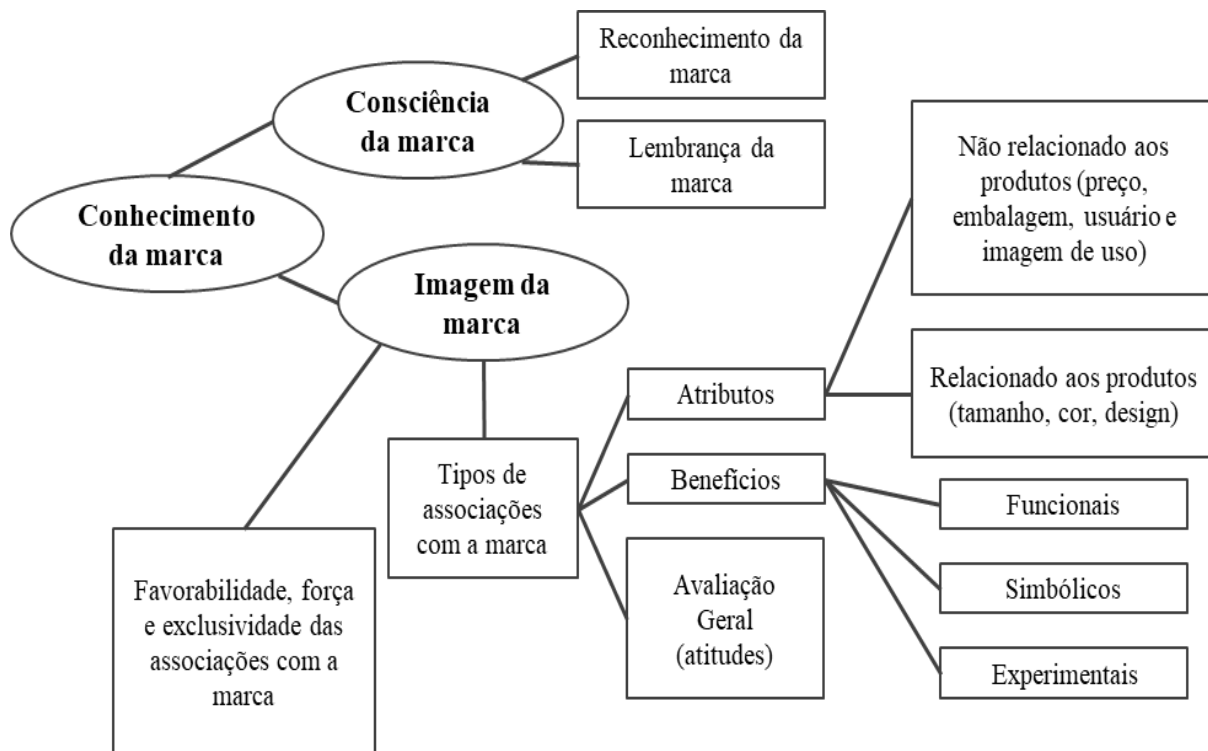 Reconhecimento da
marca
Consciência
da marca
Lembrança da
marca
Não relacionado aos
produtos (preço,
embalagem, usuário e
imagem de uso)
Conhecimento
da marca
Imagem da
marca
Relacionado aos produtos
(tamanho, cor, design)
Atributos
Tipos de
associações
com a marca
Benefícios
Funcionais
Favorabilidade, força
e exclusividade das
associações com a
marca
Avaliação
Geral
(atitudes)
Simbólicos
Experimentais